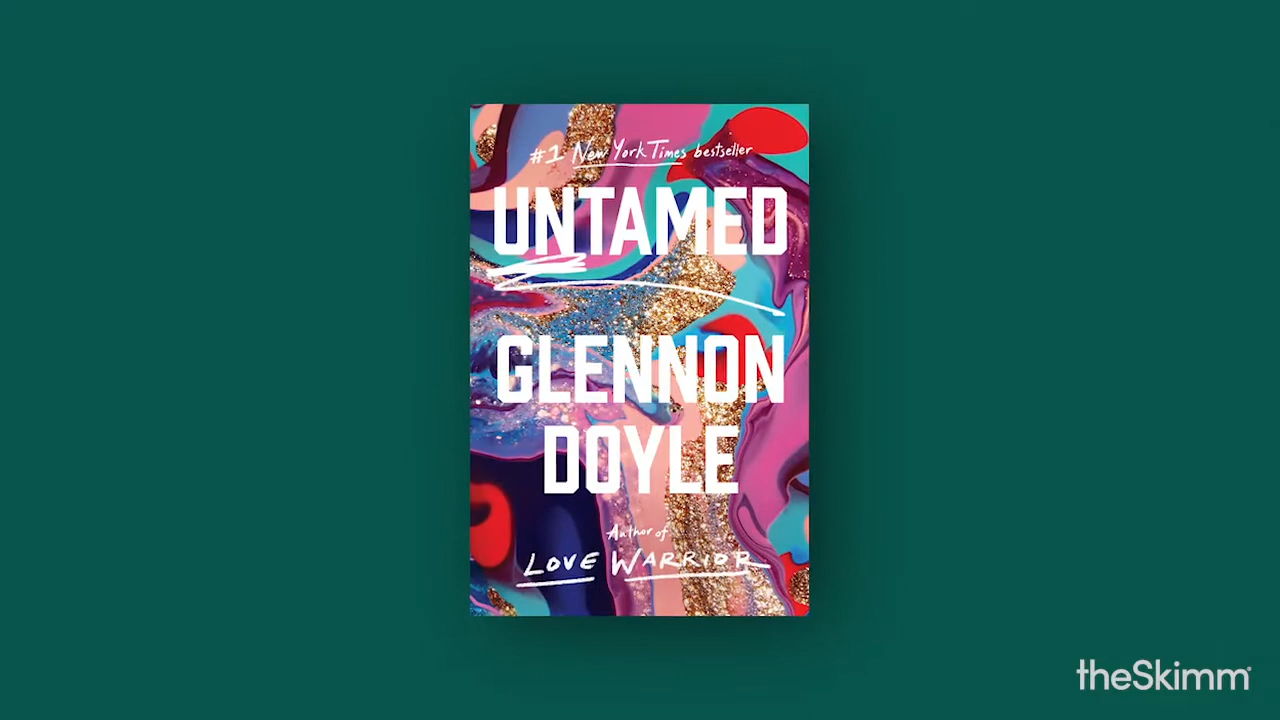 #1 New York Times bestseller
UNTAMED
GLENNON
DOYLE
Author of
LOVE WARRIOR
theSkimm®